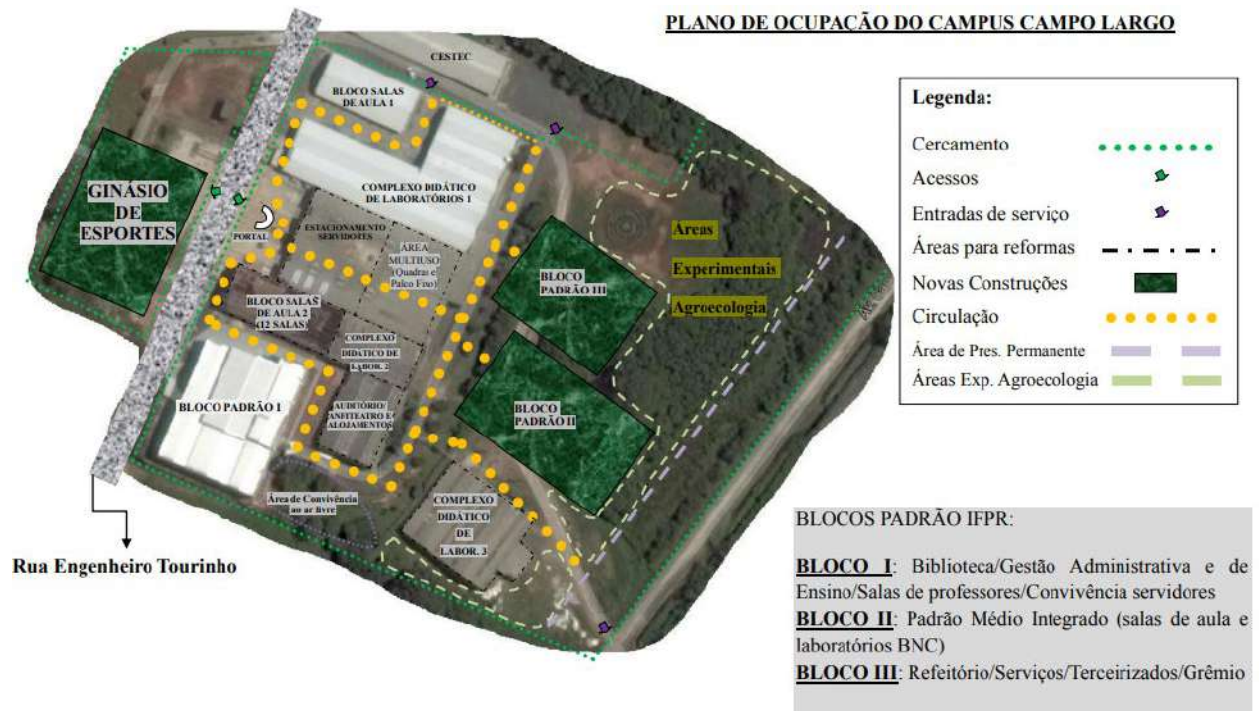 PLANO DE OCUPAÇÃO DO CAMPUS CAMPO LARGO
CESTEC
BLOCO SALAS
DE AULA 1
COMPLEXO DIDÁTICO
DE LABORATÓRIOS 1
GINÁSIO
DE
ESPORTES
PORTAL
ESTACIONAMENTO
SERVIDORES
ÁREA
MULTIUSO
(Quadras e
Palco Fixo)
BLOCO SALAS
DE AULA 2
(12 SALAS)
COMPLEXO
DIDÁTICO DE
LABOR. 2
BLOCO PADRÃO 1
AUDITÓRIO/
ANFITEATRO E
ALOJAMENTOS
BLOCO
PADRÃO III
BLOCO
PADRÃO II
Áreas
Experimentais
Agroecologia
Área de Convivência
ao ar livre
COMPLEXO
DIDÁTICO
DE
LABOR. 3
Rua Engenheiro Tourinho
Legenda:
Cercamento
Acessos
Entradas de serviço
Áreas para reformas
Novas Construções
Circulação
Área de Pres. Permanente
Áreas Exp. Agroecologia
BLOCOS PADRÃO IFPR:
BLOCO I: Biblioteca/Gestão Administrativa e de
Ensino/Salas de professores/Convivência servidores
BLOCO II: Padrão Médio Integrado (salas de aula e
laboratórios BNC)
BLOCO III: Refeitório/Serviços/Terceirizados/Grêmio